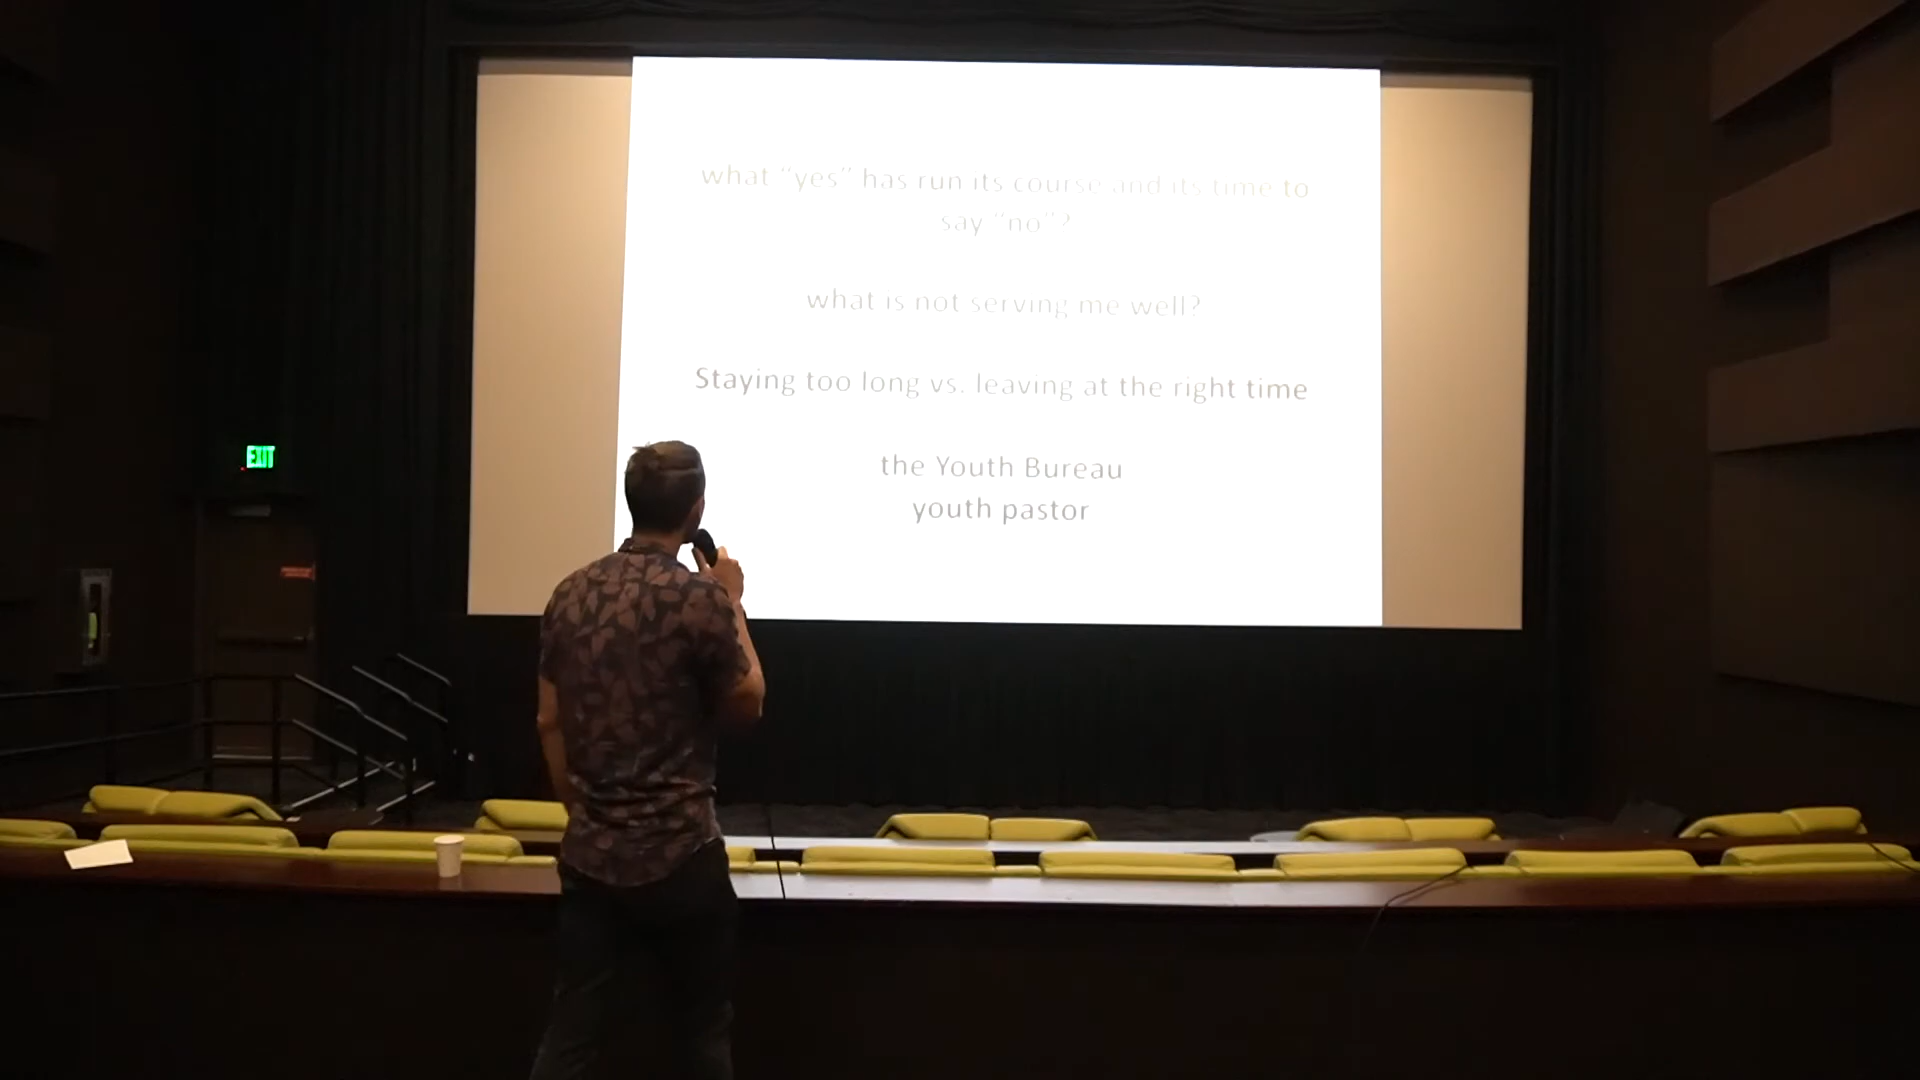 what “yes” has run its course and its time to
say “no”?
what is not serving me well?
Staying too long vs. leaving at the right time
the Youth Bureau
youth pastor
EXIT